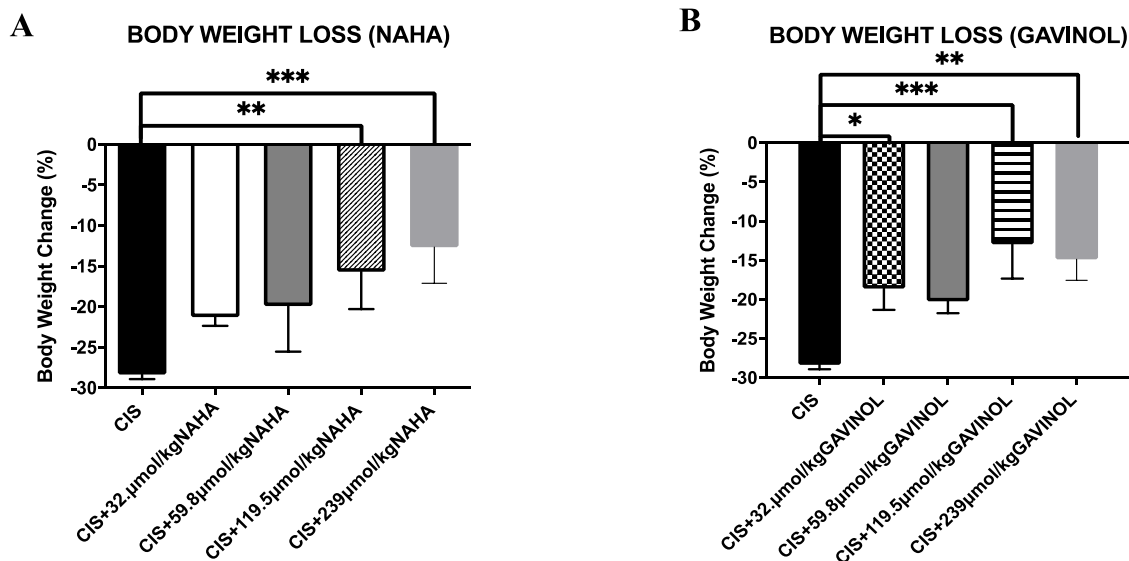 A
BODY WEIGHT LOSS (NAHA)
***
**
Body Weight Change (%)
0
-5
-10
-15
-20
-25
-30
CIS
CIS+32.µmol/kgNAHA
CIS+59.8µmol/kgNAHA
CIS+119.5µmol/kgNAHA
CIS+239µmol/kgNAHA
B
BODY WEIGHT LOSS (GAVINOL)
**
***
*
Body Weight Change (%)
0
-5
-10
-15
-20
-25
-30
CIS
CIS+32.µmol/kgGAVINOL
CIS+59.8µmol/kgGAVINOL
CIS+119.5µmol/kgGAVINOL
CIS+239µmol/kgGAVINOL